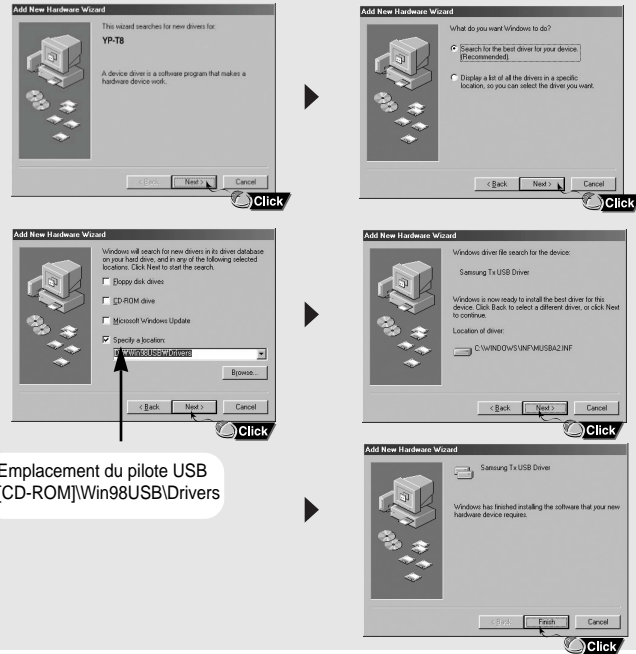 Add New Hardware Wizard
This wizard searches for new drivers for:
YP-T8
A device driver is a software program that makes a
hardware device work.
< Back Next > Cancel
Click
Add New Hardware Wizard
What do you want Windows to do?
Search for the best driver for your device.
(Recommended).
Display a list of all the drivers in a specific
location, so you can select the driver you want.
< Back Next > Cancel
Click
Add New Hardware Wizard
Windows will search for new drivers in its driver database
on your hard drive, and in any of the following selected
locations. Click Next to start the search.
Floppy disk drives
CD-ROM drive
Microsoft Windows Update
Specify a location:
D:\₩Win98USB₩Drivers
Browse...
< Back Next > Cancel
Click
Emplacement du pilote USB
[CD-ROM]\Win98USB\Drivers
Add New Hardware Wizard
Windows driver file search for the device:
Samsung Tx USB Driver
Windows is now ready to install the best driver for this
device. Click Back to select a different driver, or click Next
to continue.
Location of driver:
C:\WINDOWS\INF\MUSBA2.INF
< Back Next > Cancel
Click
Add New Hardware Wizard
Samsung Tx USB Driver
Windows has finished installing the software that your new
hardware device requires.
< Back Finish Cancel
Click